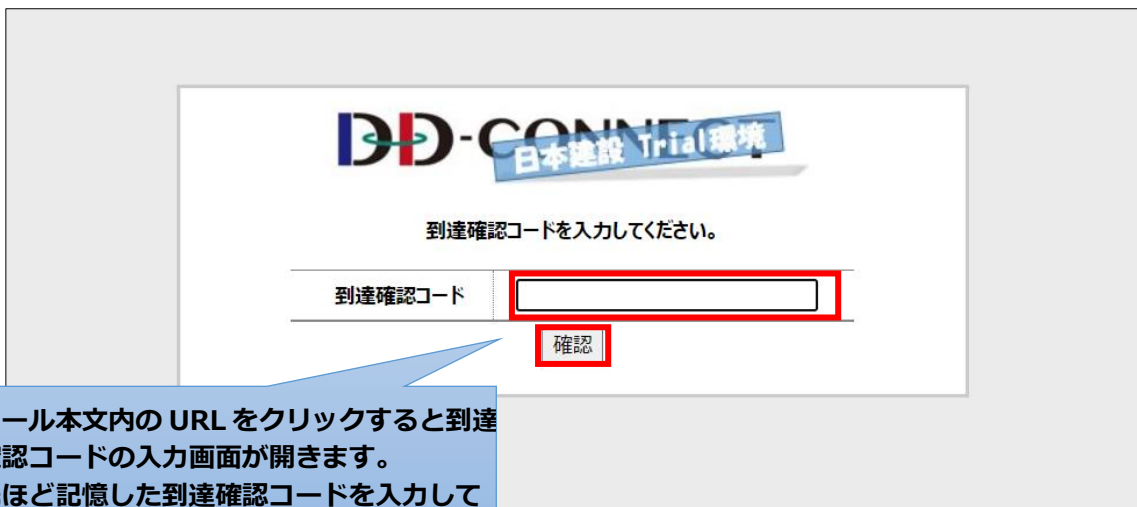 DD-CONNECT
日本建設 Trial環境
到達確認コードを入力してください。
到達確認コード
確認
ール本文内の URL をクリックすると到達
認コードの入力画面が開きます。
ほど記憶した到達確認コードを入力して